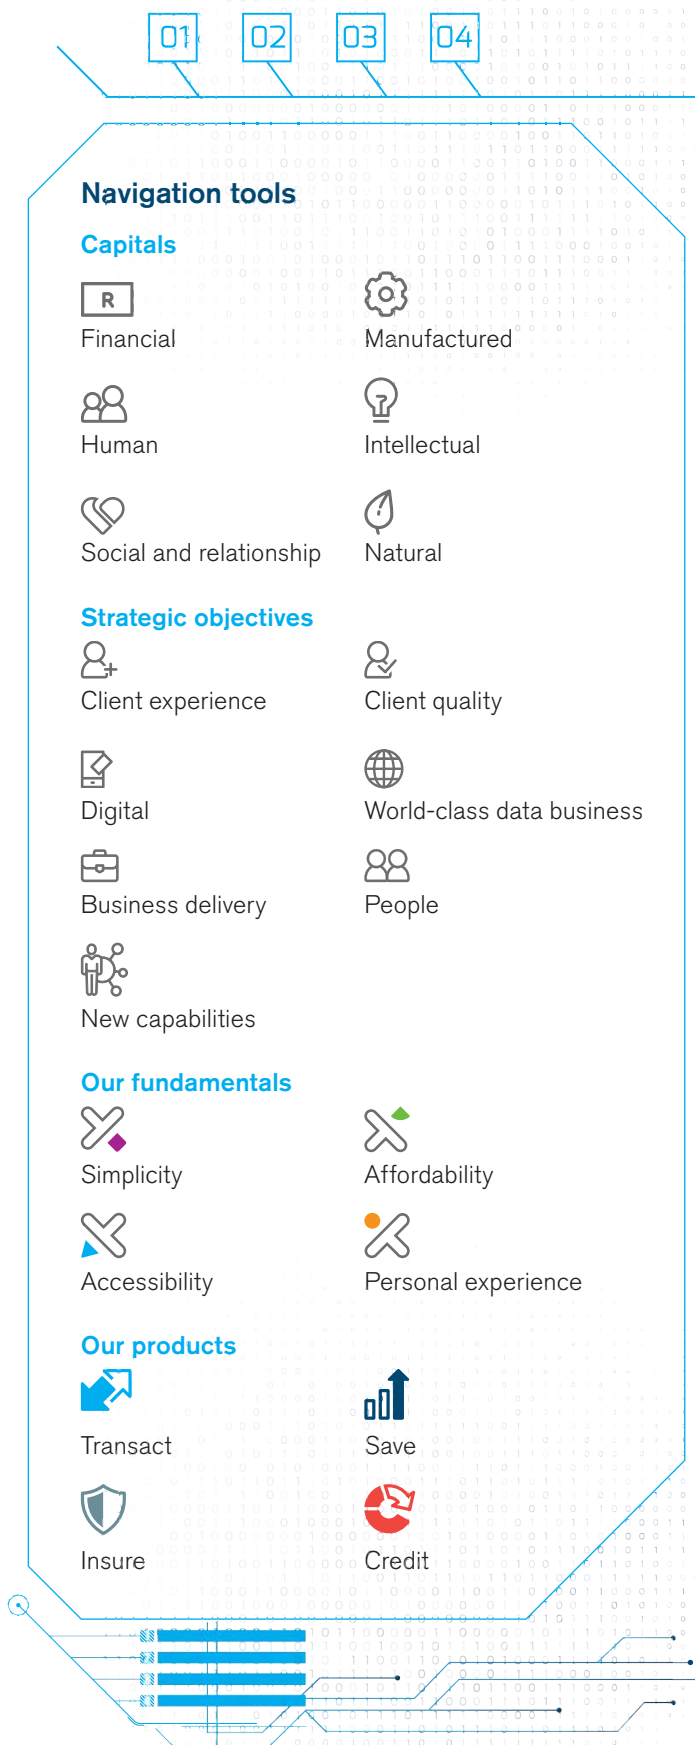 01 02 03 04
Navigation tools
Capitals
R
Financial
Manufactured
Human
Intellectual
Social and relationship
Natural
Strategic objectives
Client experience
Client quality
Digital
World-class data business
Business delivery
People
New capabilities
Our fundamentals
Simplicity
Affordability
Accessibility
Personal experience
Our products
Transact
Save
Insure
Credit